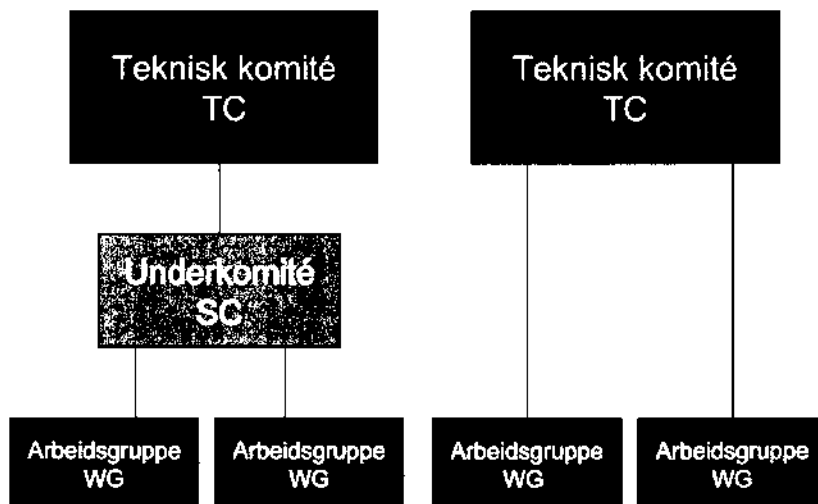 Teknisk komité
TC
Teknisk komité
TC
Underkomité
SC
Arbeidsgruppe
WG
Arbeidsgruppe
WG
Arbeidsgruppe
WG
Arbeidsgruppe
WG